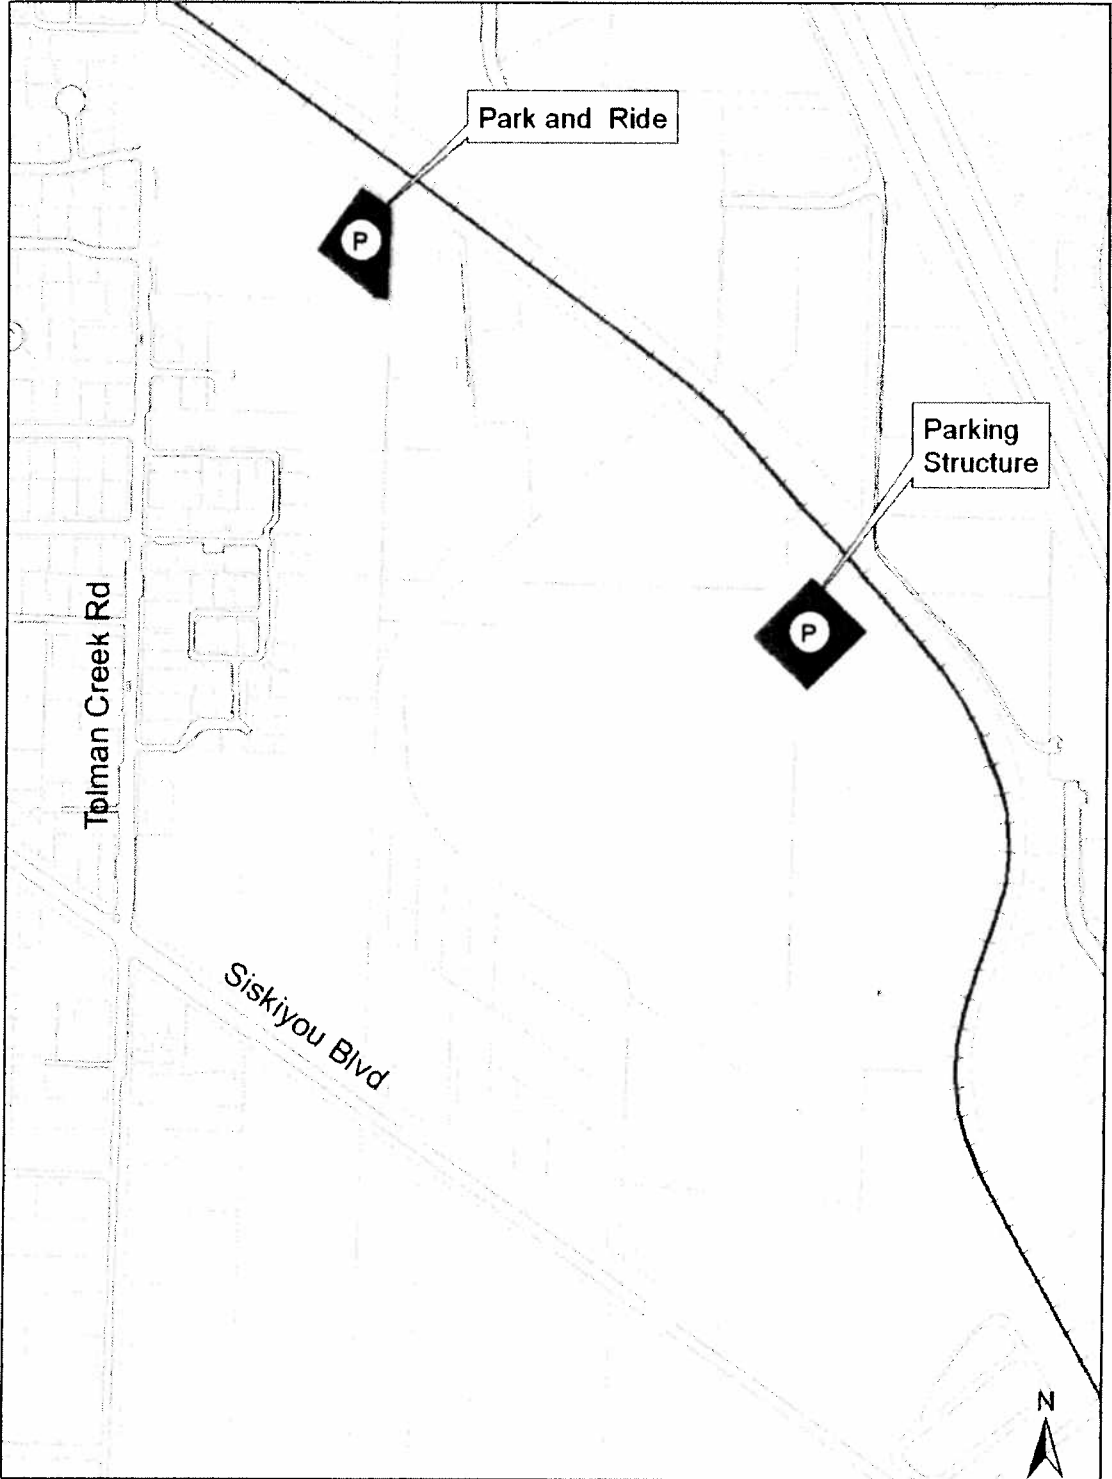 Park and Ride
P
Parking
Structure
P
Tolman Creek Rd
Siskiyou Blvd
N